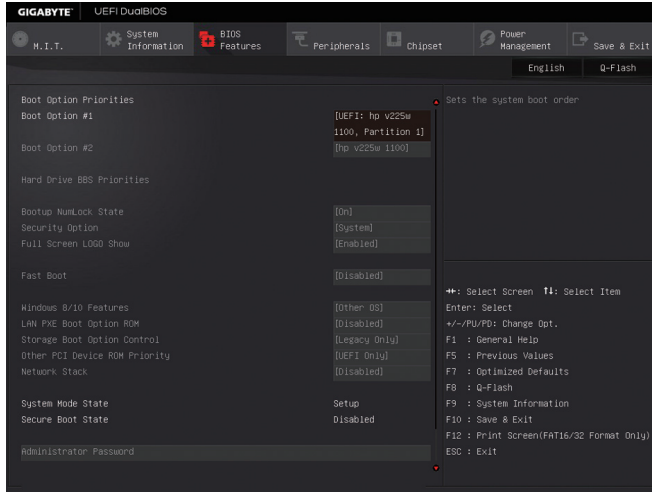 GIGABYTE™ UEFI DualBIOS
M.I.T.
System Information
BIOS Features
Peripherals
Chipset
Power Management
Save & Exit
English Q-Flash
Boot Option Priorities
Boot Option #1 [UEFI: hp v225w 1100, Partition 1]
Boot Option #2 [hp v225w 1100]
Hard Drive BBS Priorities
Bootup NumLock State [On]
Security Option [System]
Full Screen LOGO Show [Enabled]
Fast Boot [Disabled]
Windows 8/10 Features [Other OS]
LAN PXE Boot Option ROM [Disabled]
Storage Boot Option Control [Legacy Only]
Other PCI Device ROM Priority [UEFI Only]
Network Stack [Disabled]
System Mode State Setup
Secure Boot State Disabled
Administrator Password
Sets the system boot order
→←: Select Screen ↑↓: Select Item
Enter: Select
+/-/PU/PD: Change Opt.
F1 : General Help
F5 : Previous Values
F7 : Optimized Defaults
F8 : Q-Flash
F9 : System Information
F10 : Save & Exit
F12 : Print Screen(FAT16/32 Format Only)
ESC : Exit